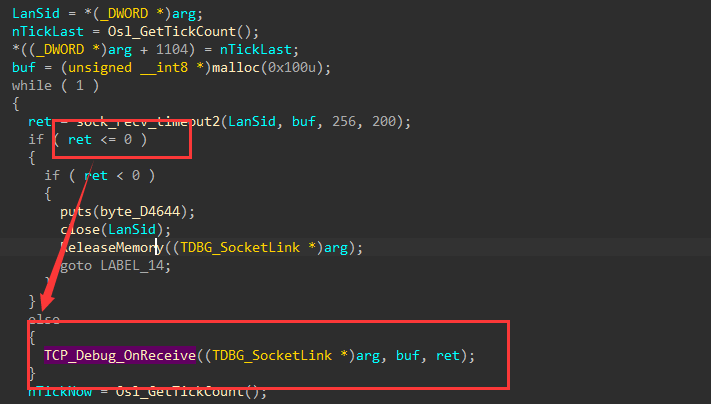 LanSid = *(_DWORD *)arg;
nTickLast = Osl_GetTickCount();
*((_DWORD *)arg + 1104) = nTickLast;
buf = (unsigned __int8 *)malloc(0x100u);
while ( 1 )
{
ret = sock_recv_timeout2(LanSid, buf, 256, 200);
if ( ret <= 0 )
{
if ( ret < 0 )
{
puts(byte_D4644);
close(LanSid);
ReleaseMemory((TDBG_SocketLink *)arg);
goto LABEL_14;
}
}
else
{
TCP_Debug_OnReceive((TDBG_SocketLink *)arg, buf, ret);
}
nTickNow = Osl_GetTickCount();